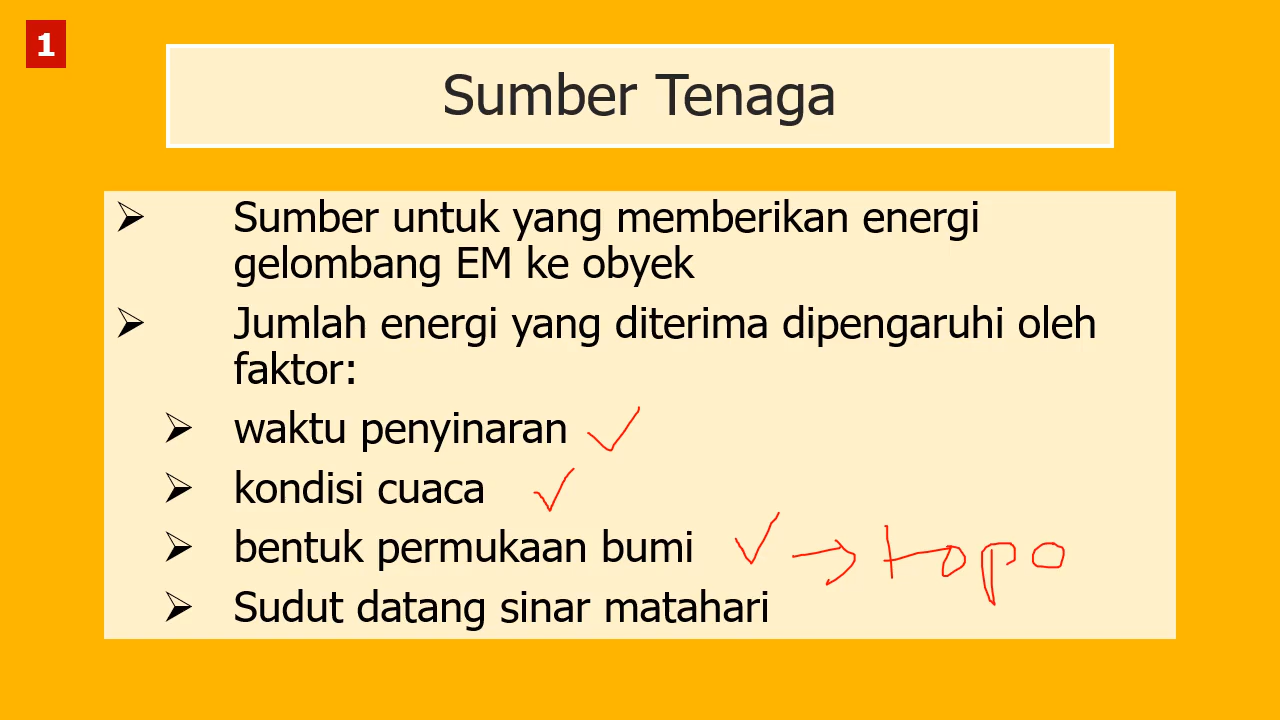 1
Sumber Tenaga
➢ Sumber untuk yang memberikan energi
gelombang EM ke obyek
➢ Jumlah energi yang diterima dipengaruhi oleh
faktor:
➢ waktu penyinaran ✓
➢ kondisi cuaca ✓
➢ bentuk permukaan bumi ✓ → topo
➢ Sudut datang sinar matahari